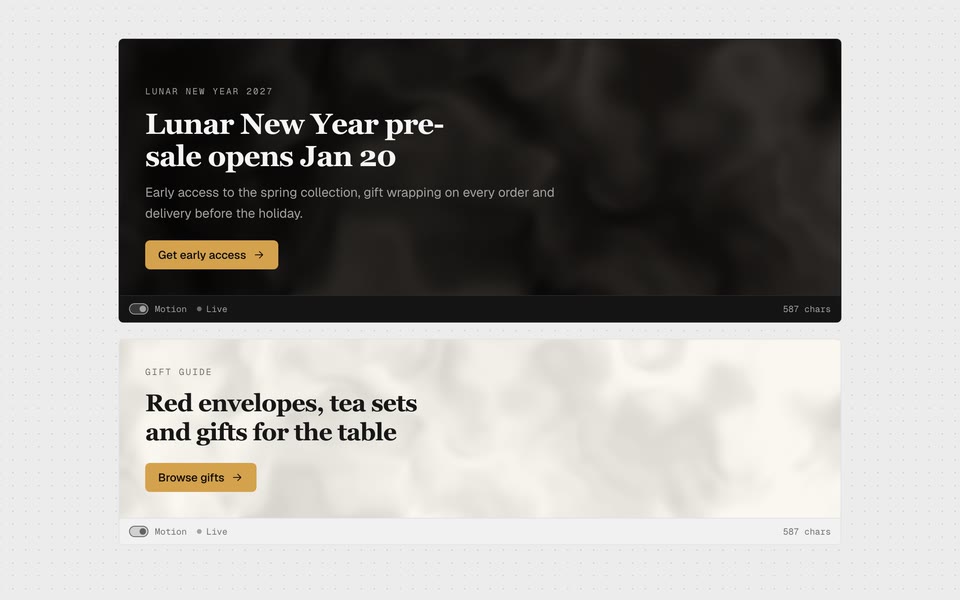 LUNAR NEW YEAR 2027
Lunar New Year pre-
sale opens Jan 20
Early access to the spring collection, gift wrapping on every order and
delivery before the holiday.
Get early access →
Motion Live 587 chars
GIFT GUIDE
Red envelopes, tea sets
and gifts for the table
Browse gifts →
Motion Live 587 chars